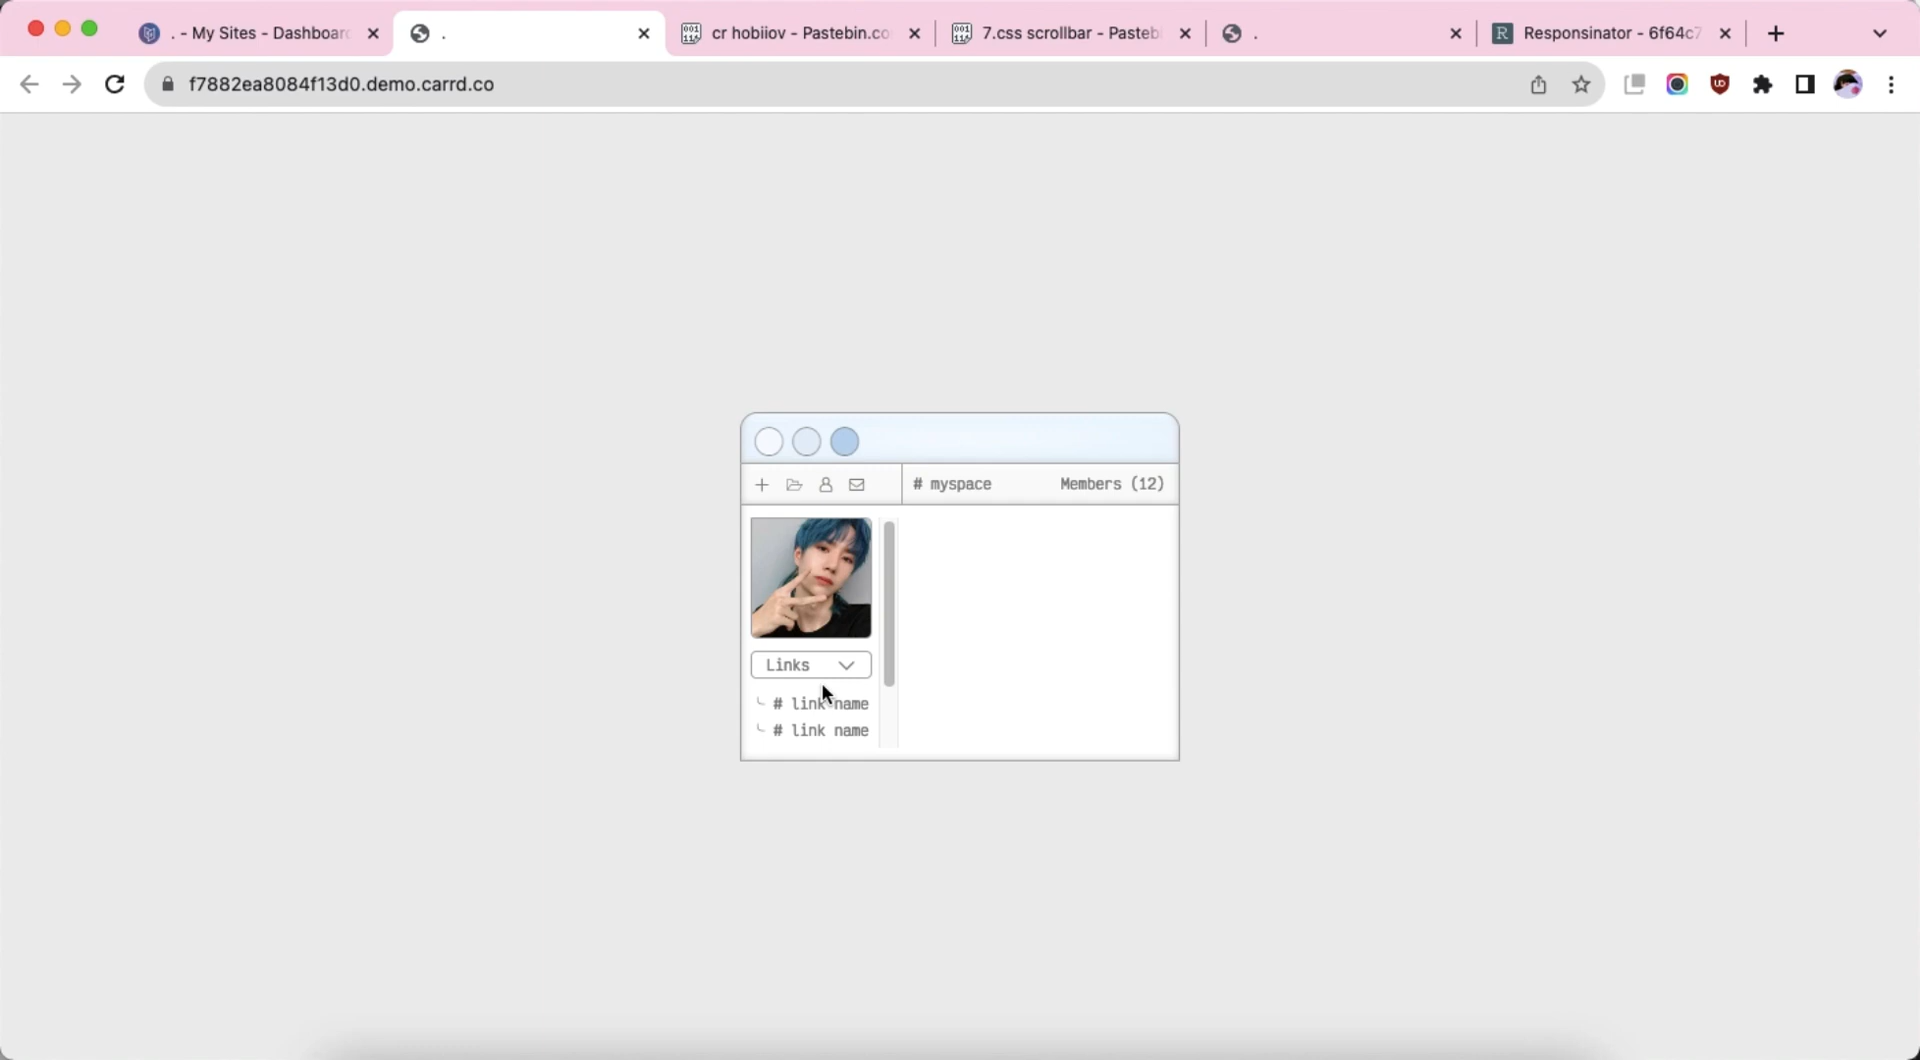 . - My Sites - Dashboard
.
cr hobiiov - Pastebin.co
7.css scrollbar - Pasteb
.
Responsinator - 6f64c7
f7882ea8084f13d0.demo.carrd.co
# myspace Members (12)
Links
# link name
# link name